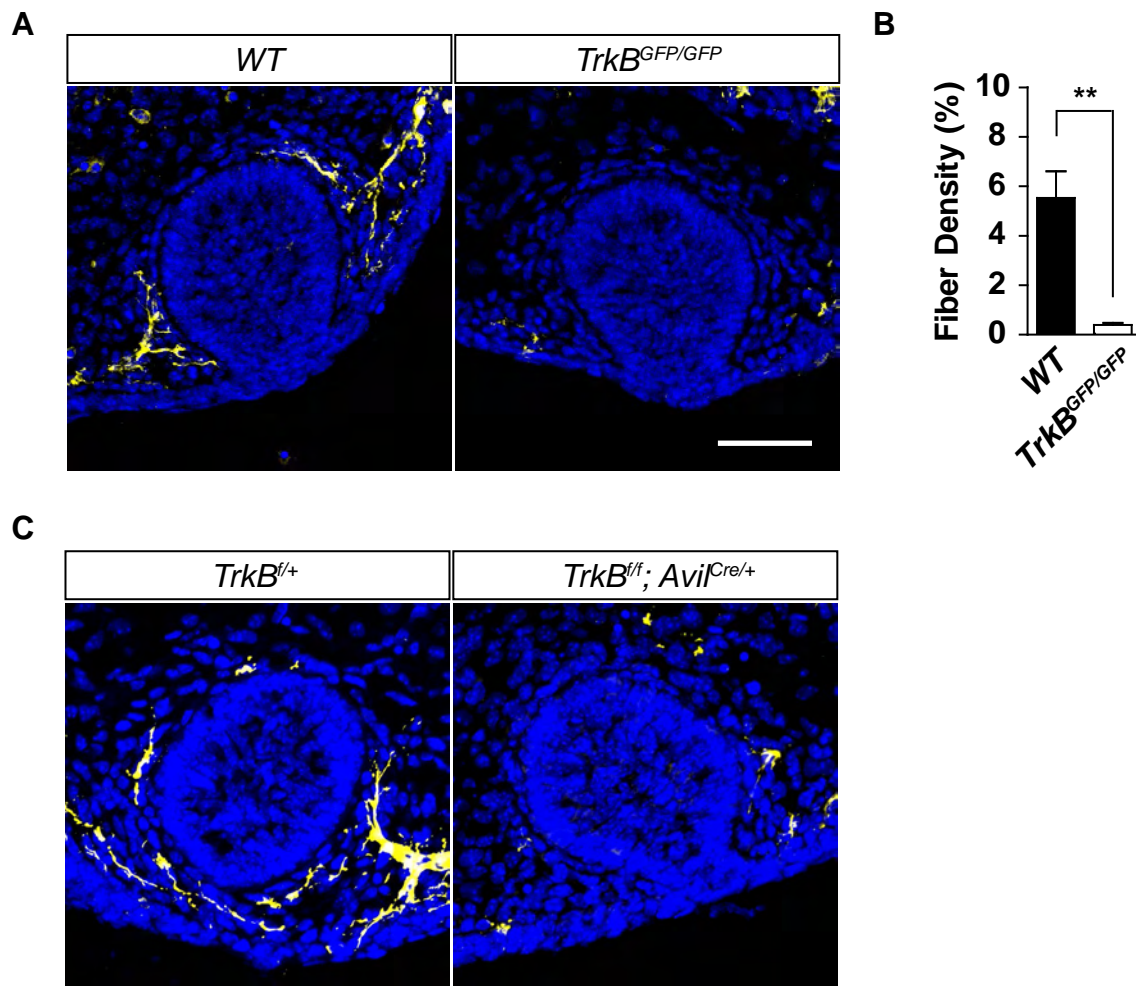 A
B
WT
TrkB^GFP/GFP
Fiber Density (%)
10
8
6
4
2
0
**
WT
TrkB^GFP/GFP
C
TrkB^f/+
TrkB^f/f; Avil^Cre/+